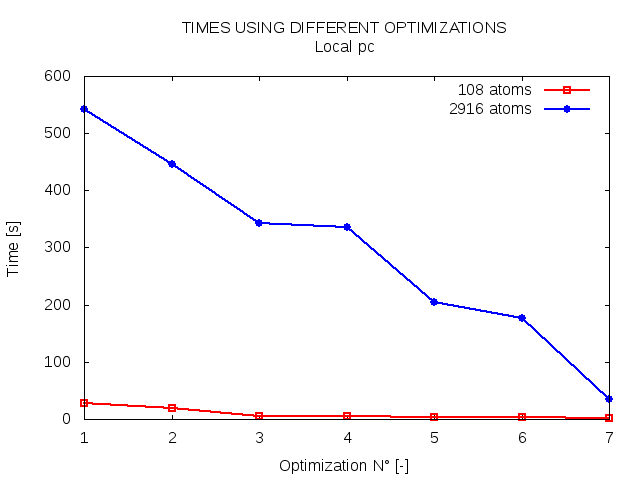 TIMES USING DIFFERENT OPTIMIZATIONS
Local pc
600
500
400
300
200
100
0
Time [s]
108 atoms
2916 atoms
1 2 3 4 5 6 7
Optimization N° [-]